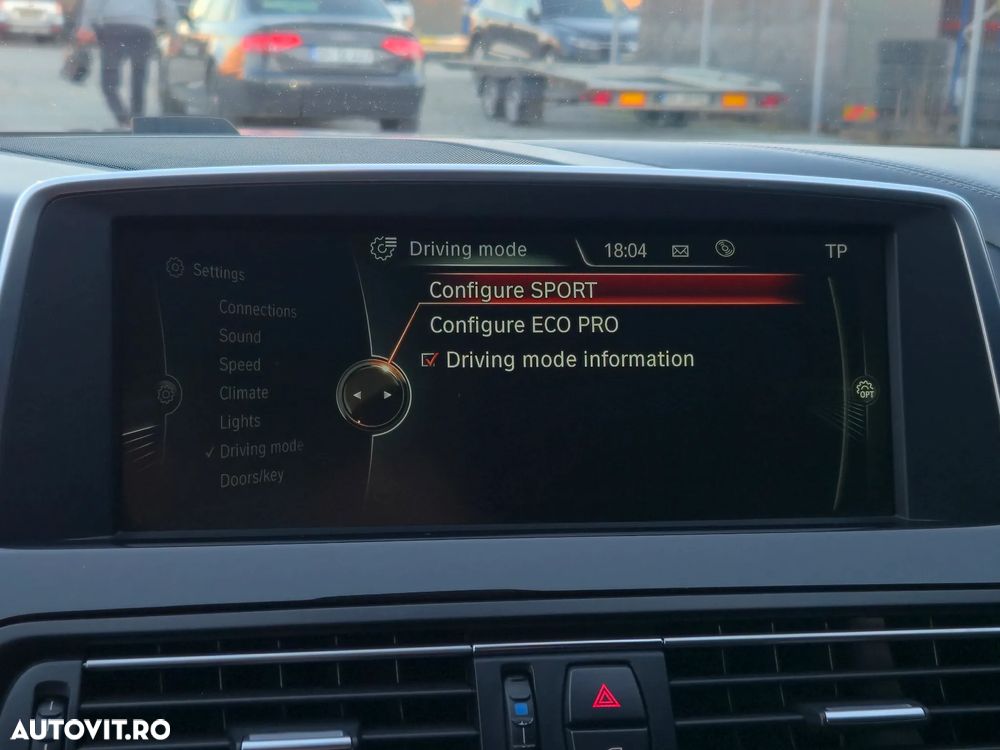 Driving mode 18:04 TP
Settings
Configure SPORT
Connections
Configure ECO PRO
Sound
Driving mode information
Speed
Climate
OPT
Lights
✓ Driving mode
Doors/key
AUTOVIT.RO